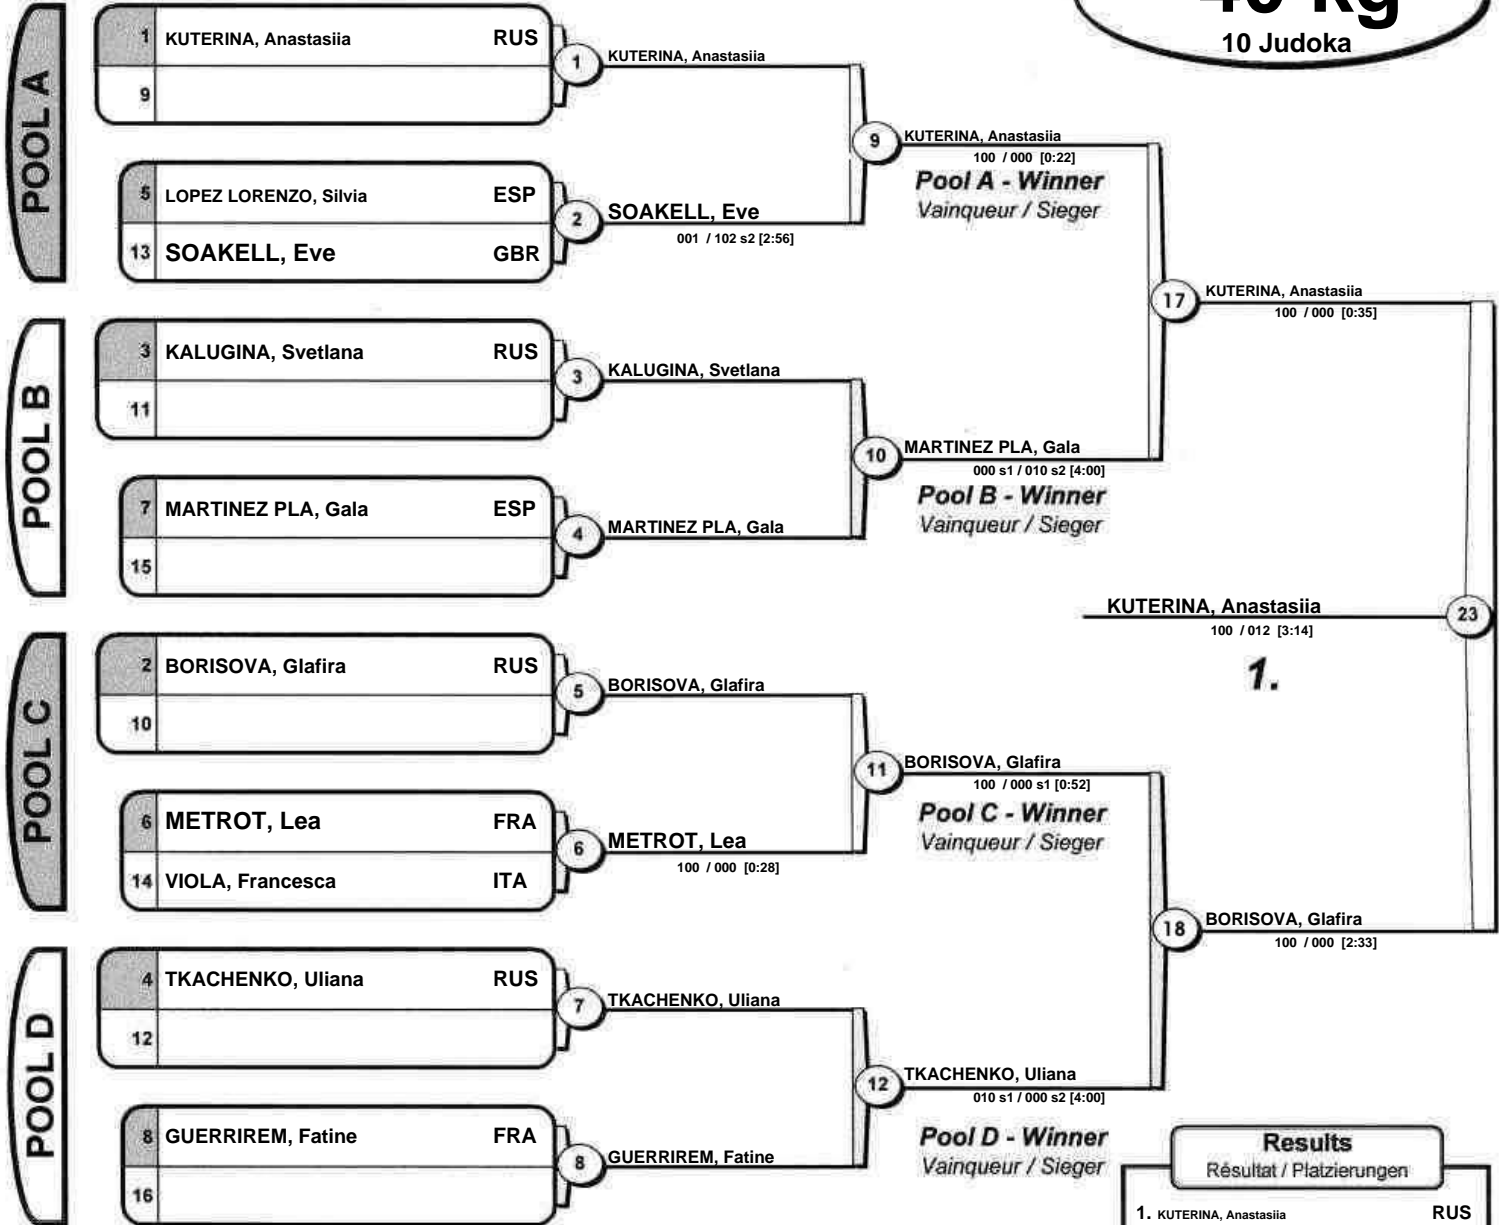 40 kg
10 Judoka
POOL A
1 KUTERINA, Anastasiia RUS
9
5 LOPEZ LORENZO, Silvia ESP
13 SOAKELL, Eve GBR
1 KUTERINA, Anastasiia
2 SOAKELL, Eve
001 / 102 s2 [2:56]
9 KUTERINA, Anastasiia
100 / 000 [0:22]
Pool A - Winner
Vainqueur / Sieger
POOL B
3 KALUGINA, Svetlana RUS
11
7 MARTINEZ PLA, Gala ESP
15
3 KALUGINA, Svetlana
4 MARTINEZ PLA, Gala
10 MARTINEZ PLA, Gala
000 s1 / 010 s2 [4:00]
Pool B - Winner
Vainqueur / Sieger
17 KUTERINA, Anastasiia
100 / 000 [0:35]
KUTERINA, Anastasiia 23
100 / 012 [3:14]
1.
POOL C
2 BORISOVA, Glafira RUS
10
6 METROT, Lea FRA
14 VIOLA, Francesca ITA
5 BORISOVA, Glafira
6 METROT, Lea
100 / 000 [0:28]
11 BORISOVA, Glafira
100 / 000 s1 [0:52]
Pool C - Winner
Vainqueur / Sieger
POOL D
4 TKACHENKO, Uliana RUS
12
8 GUERRIREM, Fatine FRA
16
7 TKACHENKO, Uliana
8 GUERRIREM, Fatine
12 TKACHENKO, Uliana
010 s1 / 000 s2 [4:00]
Pool D - Winner
Vainqueur / Sieger
18 BORISOVA, Glafira
100 / 000 [2:33]
Results
Résultat / Platzierungen
1. KUTERINA, Anastasiia RUS